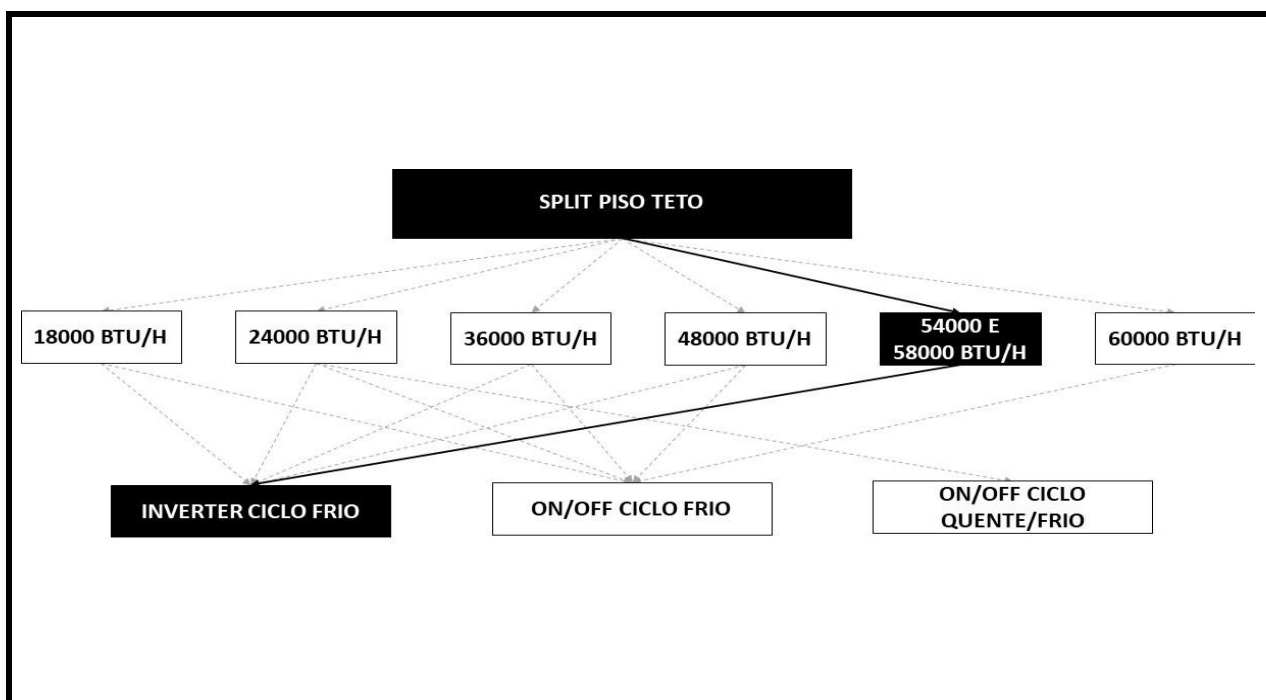 SPLIT PISO TETO
18000 BTU/H
24000 BTU/H
36000 BTU/H
48000 BTU/H
54000 E
58000 BTU/H
60000 BTU/H
INVERTER CICLO FRIO
ON/OFF CICLO FRIO
ON/OFF CICLO
QUENTE/FRIO